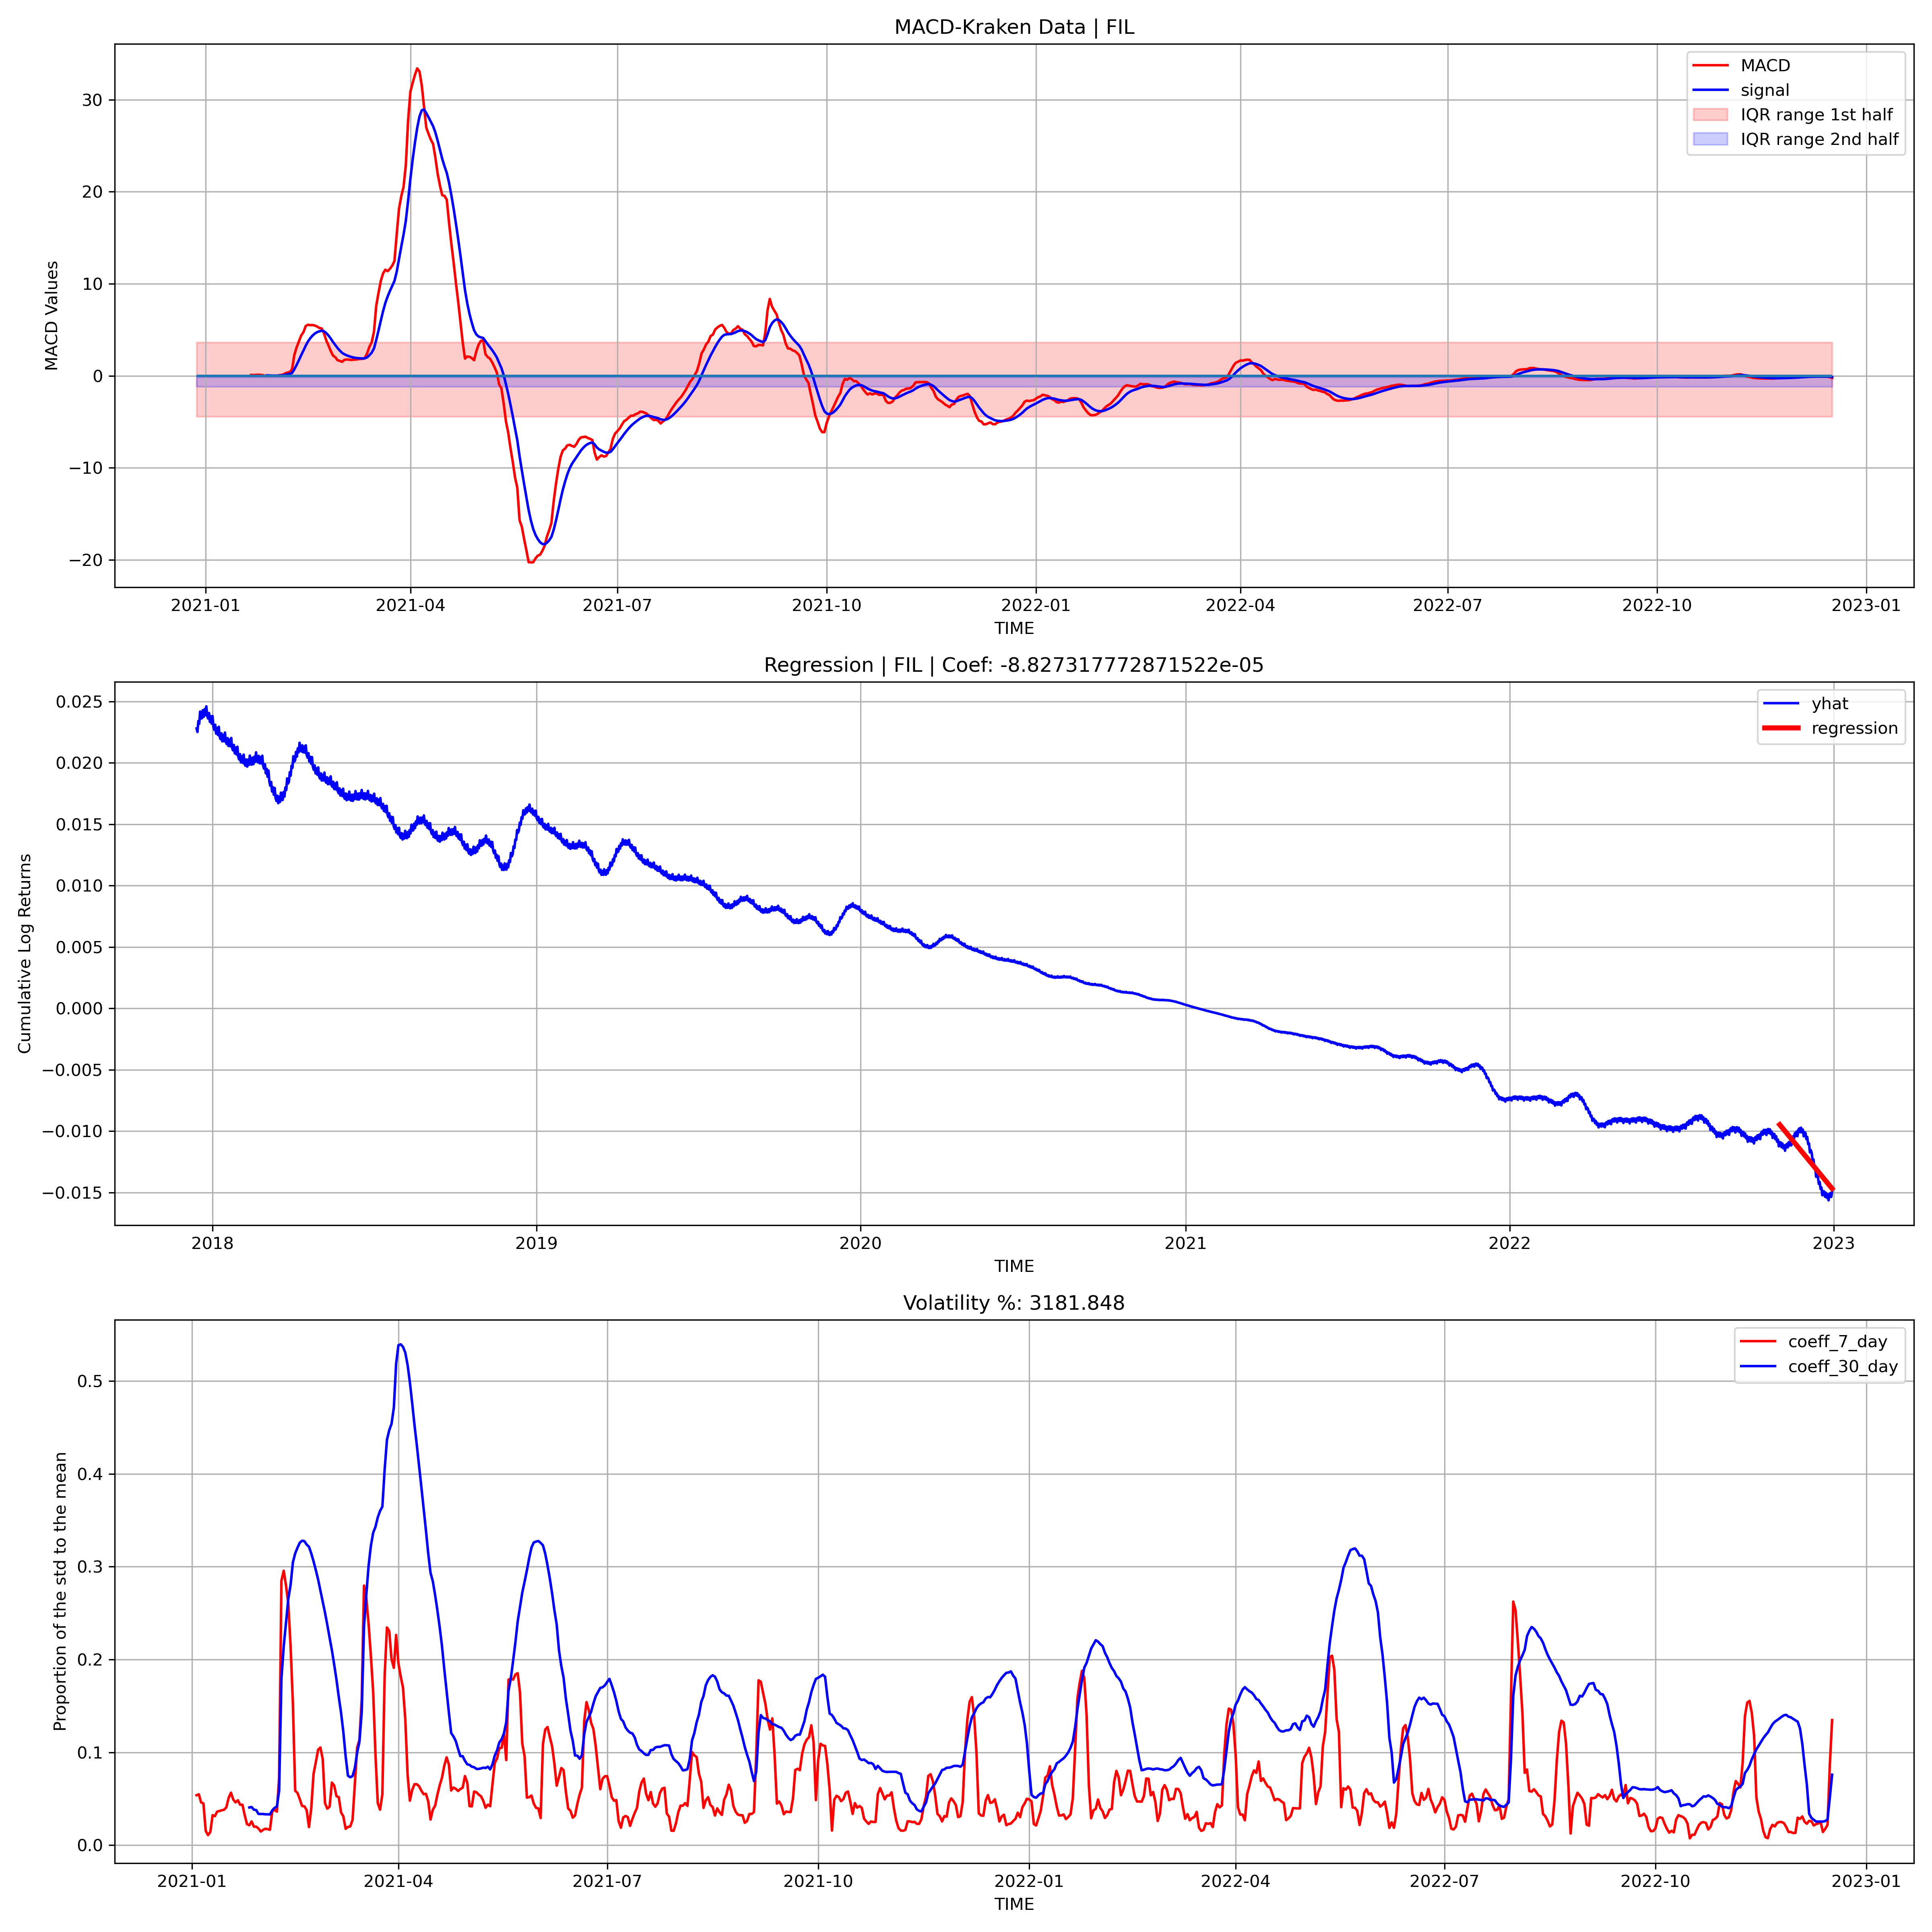 MACD-Kraken Data | FIL
MACD
signal
IQR range 1st half
IQR range 2nd half
MACD Values
30
20
10
0
−10
−20
2021-01 2021-04 2021-07 2021-10 2022-01 2022-04 2022-07 2022-10 2023-01
TIME
Regression | FIL | Coef: -8.827317772871522e-05
yhat
regression
Cumulative Log Returns
0.025
0.020
0.015
0.010
0.005
0.000
−0.005
−0.010
−0.015
2018 2019 2020 2021 2022 2023
TIME
Volatility %: 3181.848
coeff_7_day
coeff_30_day
Proportion of the std to the mean
0.5
0.4
0.3
0.2
0.1
0.0
2021-01 2021-04 2021-07 2021-10 2022-01 2022-04 2022-07 2022-10 2023-01
TIME